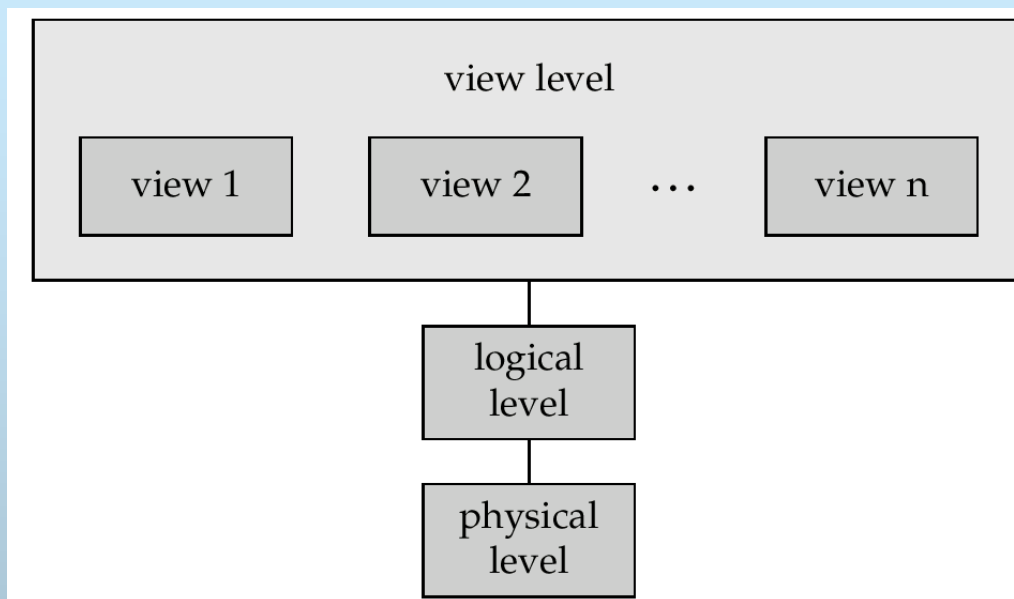 view level
view 1 view 2 ... view n
logical
level
physical
level